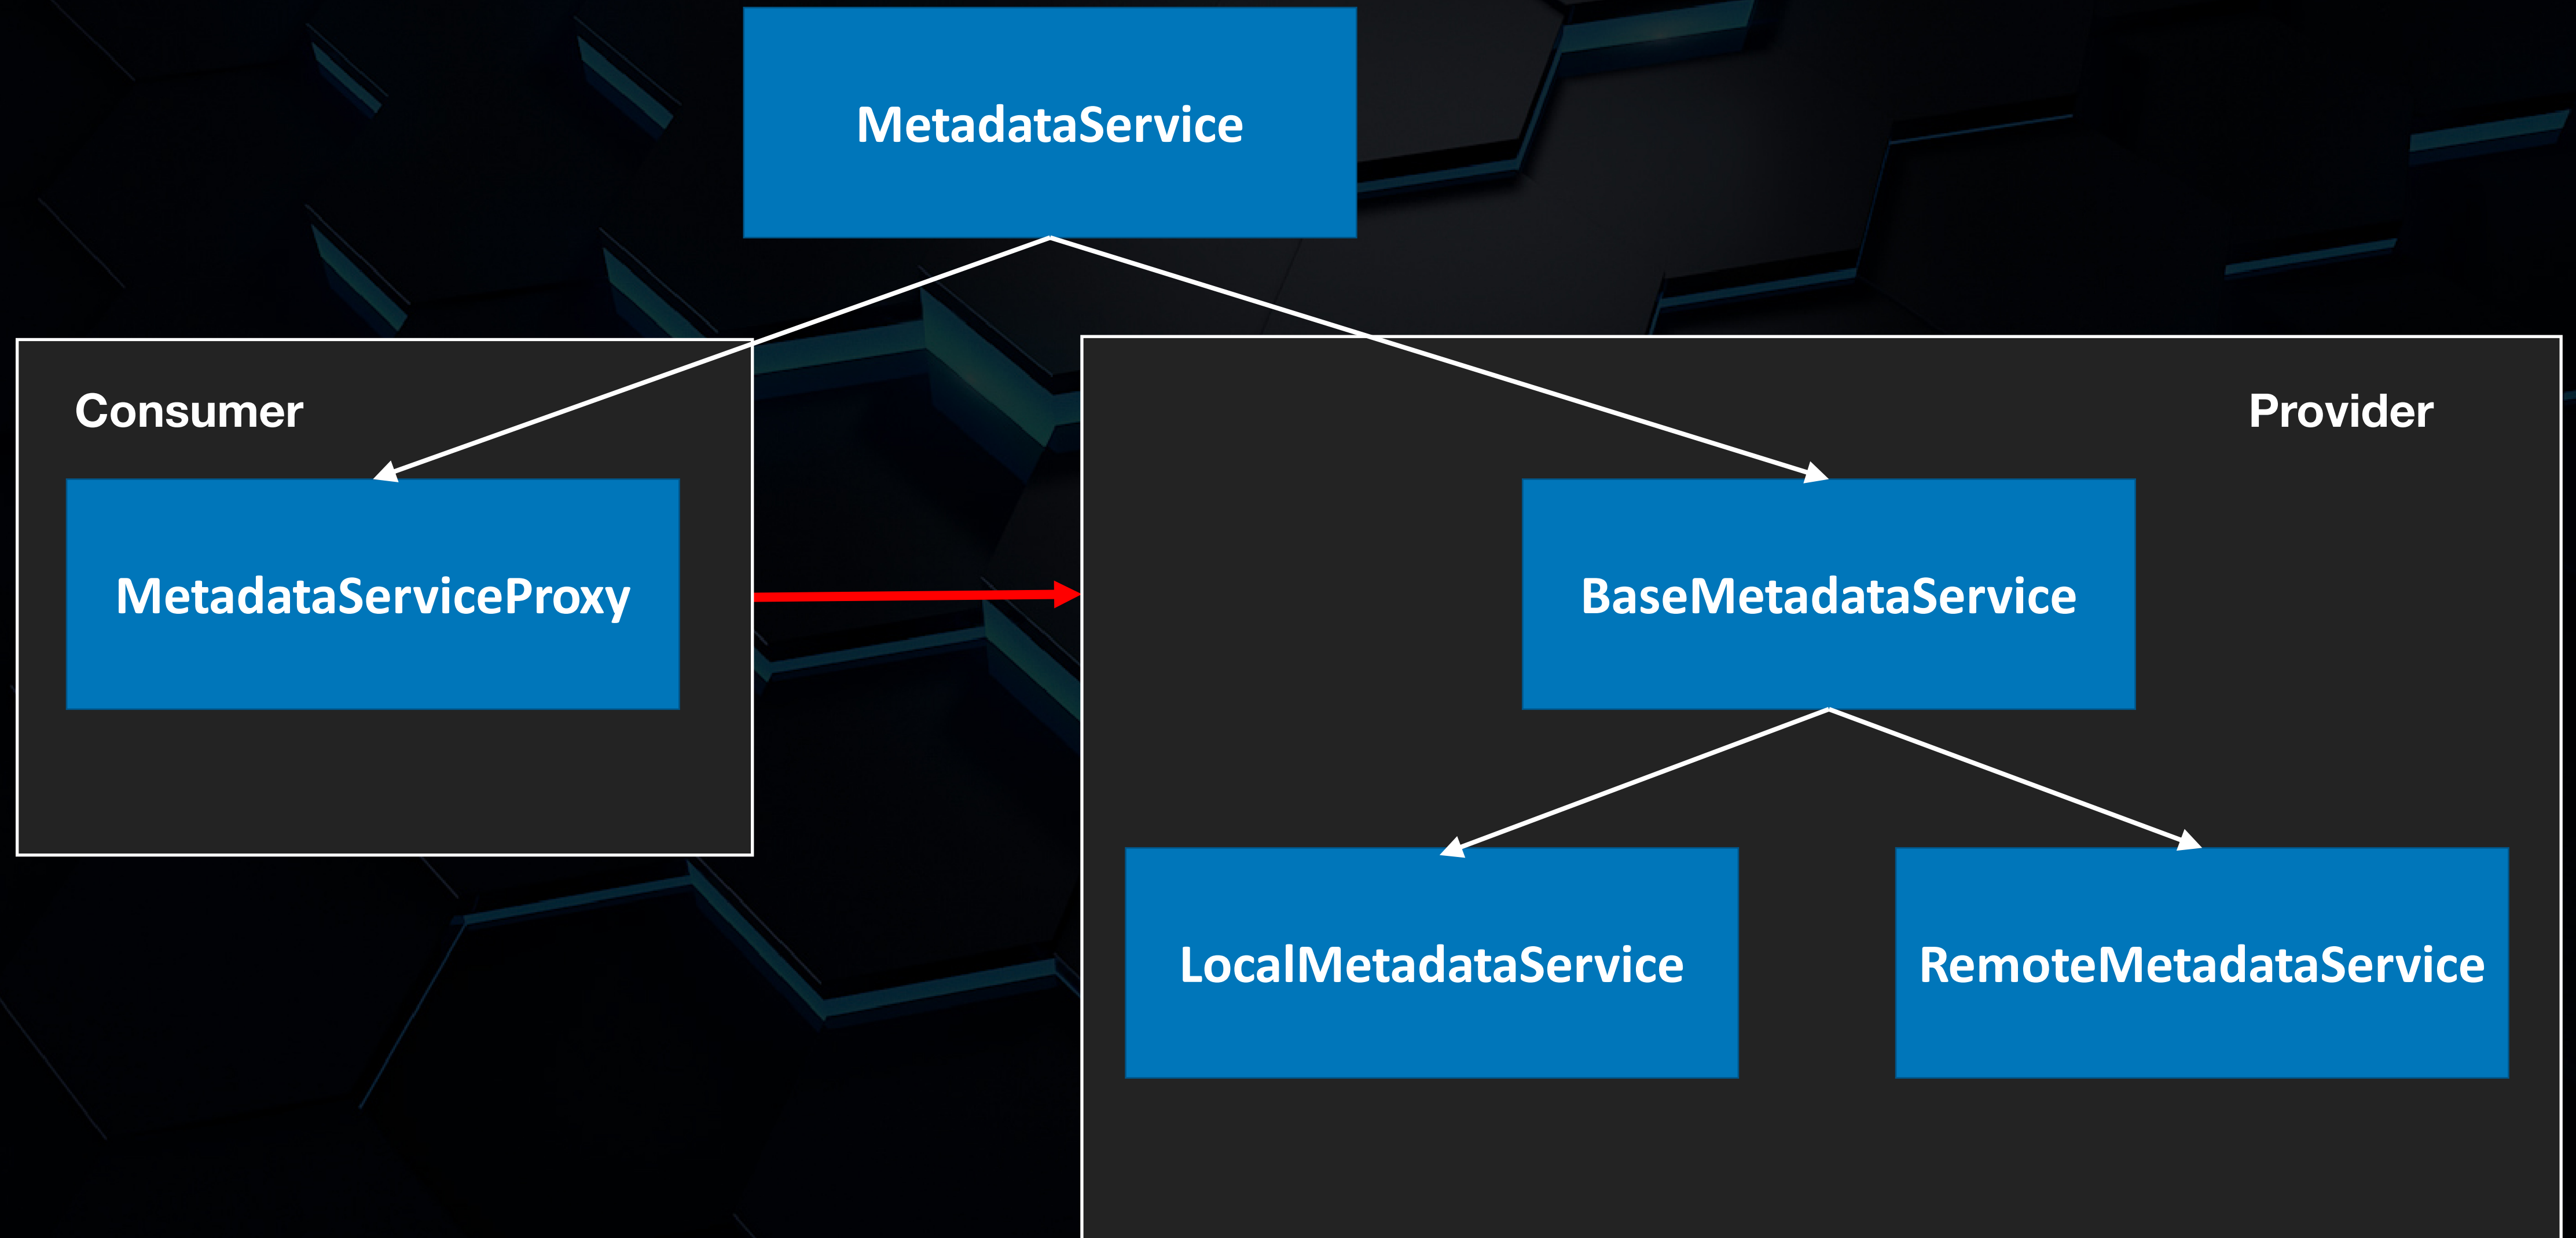 MetadataService
Consumer
Provider
MetadataServiceProxy
BaseMetadataService
LocalMetadataService
RemoteMetadataService